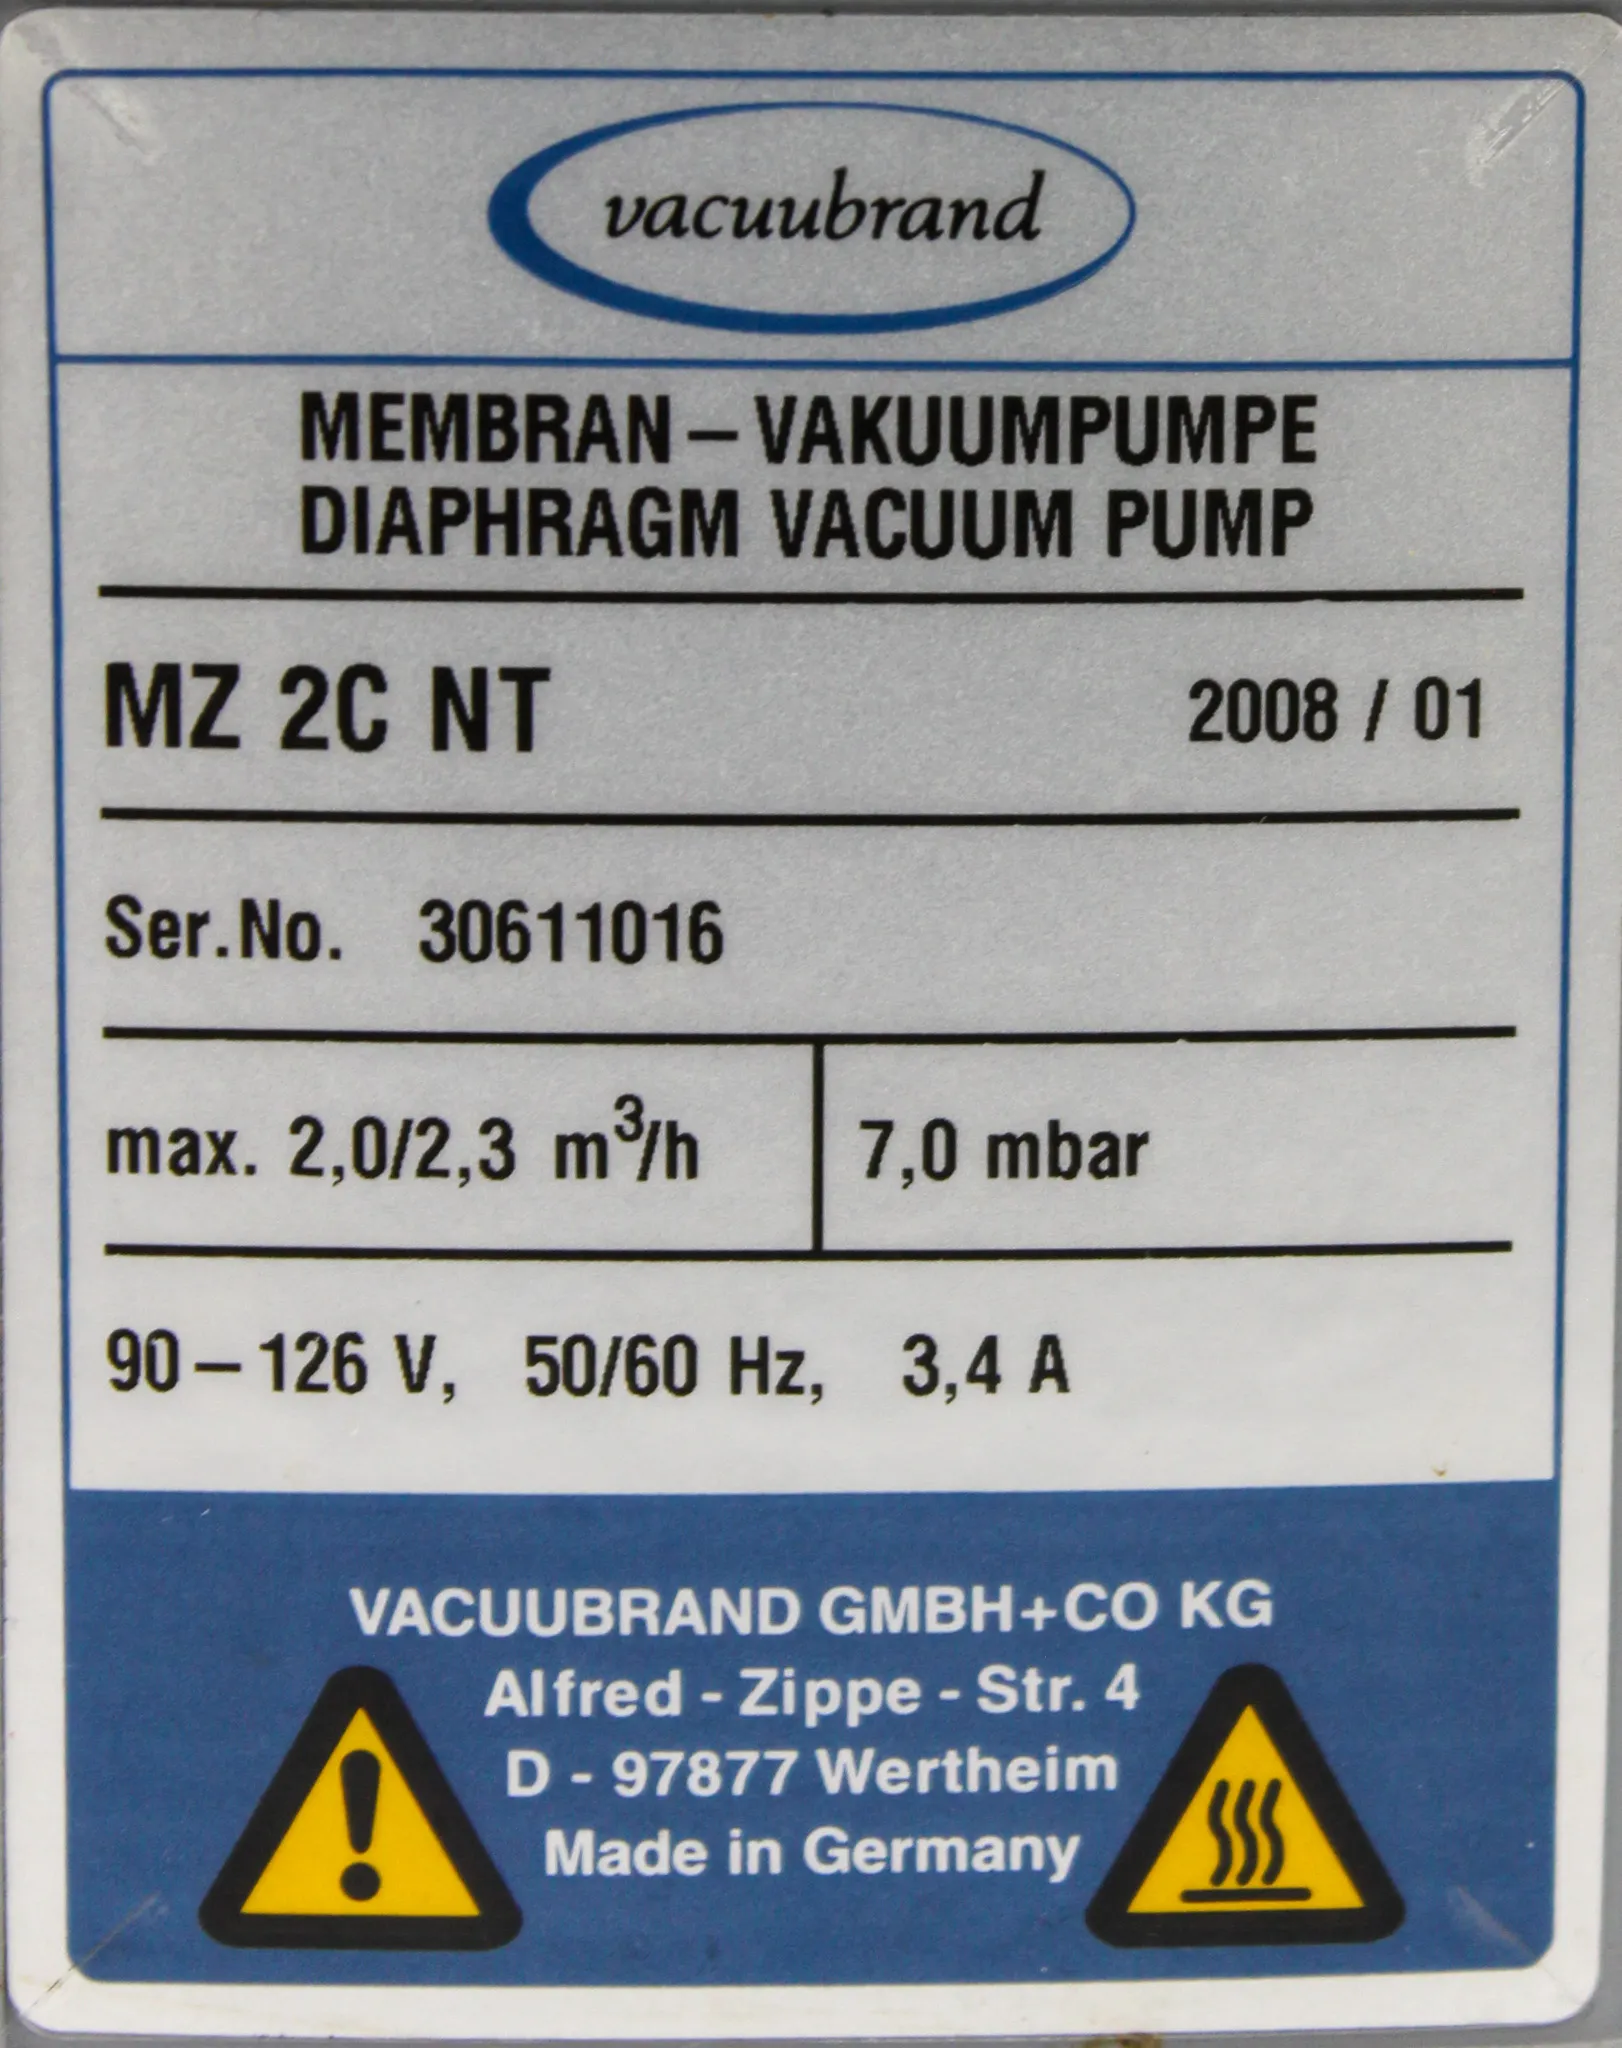 vacuubrand
MEMBRAN – VAKUUMPUMPE
DIAPHRAGM VACUUM PUMP
MZ 2C NT 2008 / 01
Ser.No. 30611016
max. 2,0/2,3 m³/h 7,0 mbar
90 – 126 V, 50/60 Hz, 3,4 A
VACUUBRAND GMBH+CO KG
Alfred - Zippe - Str. 4
D - 97877 Wertheim
Made in Germany